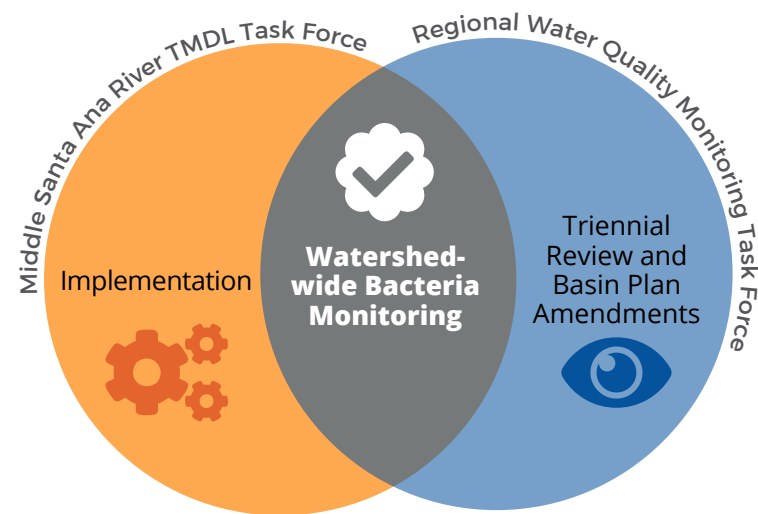 Middle Santa Ana River TMDL Task Force
Regional Water Quality Monitoring Task Force
Implementation
Watershed-
wide Bacteria
Monitoring
Triennial
Review and
Basin Plan
Amendments